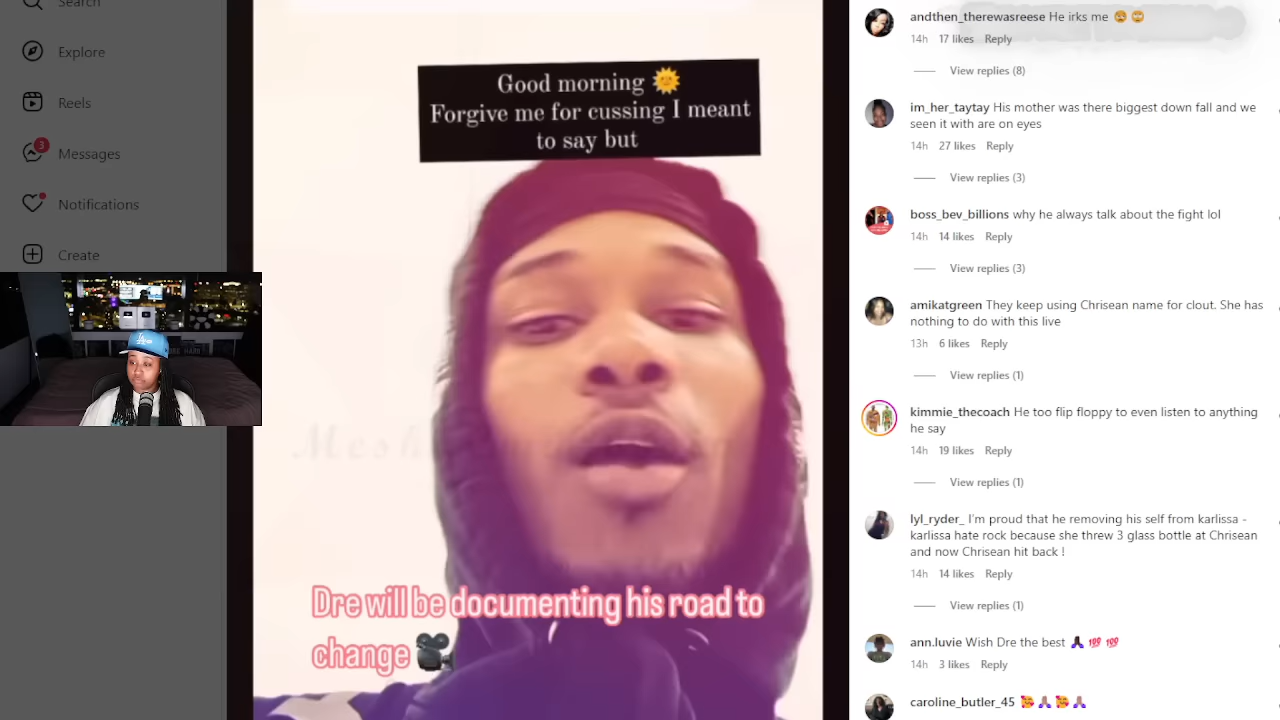 Search
Explore
Reels
3
Messages
Notifications
Create
LA
Good morning 🌞
Forgive me for cussing I meant
to say but
Dre will be documenting his road to
change 🎥
andthen_therewasreese He irks me 🤦🏽 🙄
14h 17 likes Reply
View replies (8)
im_her_taytay His mother was there biggest down fall and we
seen it with are on eyes
14h 27 likes Reply
View replies (3)
boss_bev_billions why he always talk about the fight lol
14h 14 likes Reply
View replies (3)
amikatgreen They keep using Chrisean name for clout. She has
nothing to do with this live
13h 6 likes Reply
View replies (1)
kimmie_thecoach He too flip floppy to even listen to anything
he say
14h 19 likes Reply
View replies (1)
lyl_ryder_ I'm proud that he removing his self from karlissa -
karlissa hate rock because she threw 3 glass bottle at Chrisean
and now Chrisean hit back !
14h 14 likes Reply
View replies (1)
ann.luvie Wish Dre the best 🙏🏿 💯 💯
14h 3 likes Reply
caroline_butler_45 🥰🙏🏽🥰🙏🏽